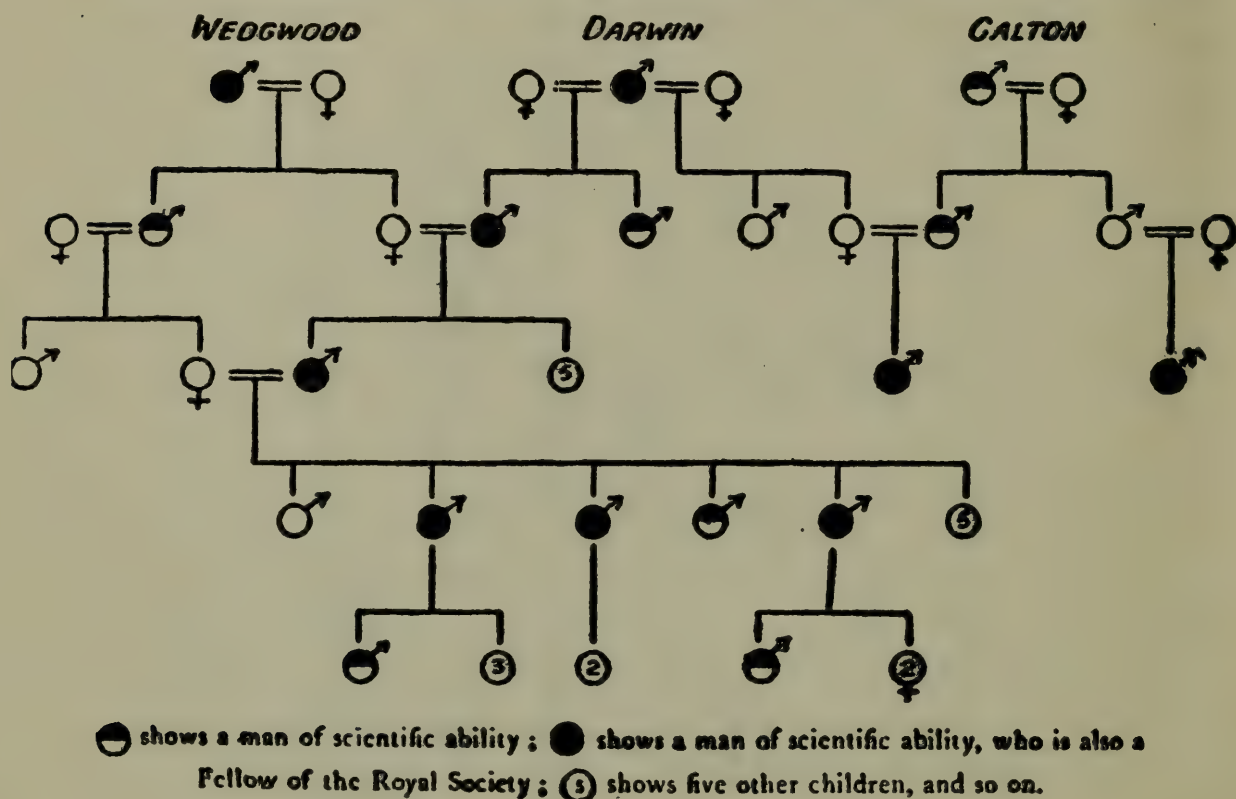 WEDGWOOD DARWIN GALTON
5
5
3 2 2
shows a man of scientific ability; shows a man of scientific ability, who is also a
Fellow of the Royal Society; 5 shows five other children, and so on.